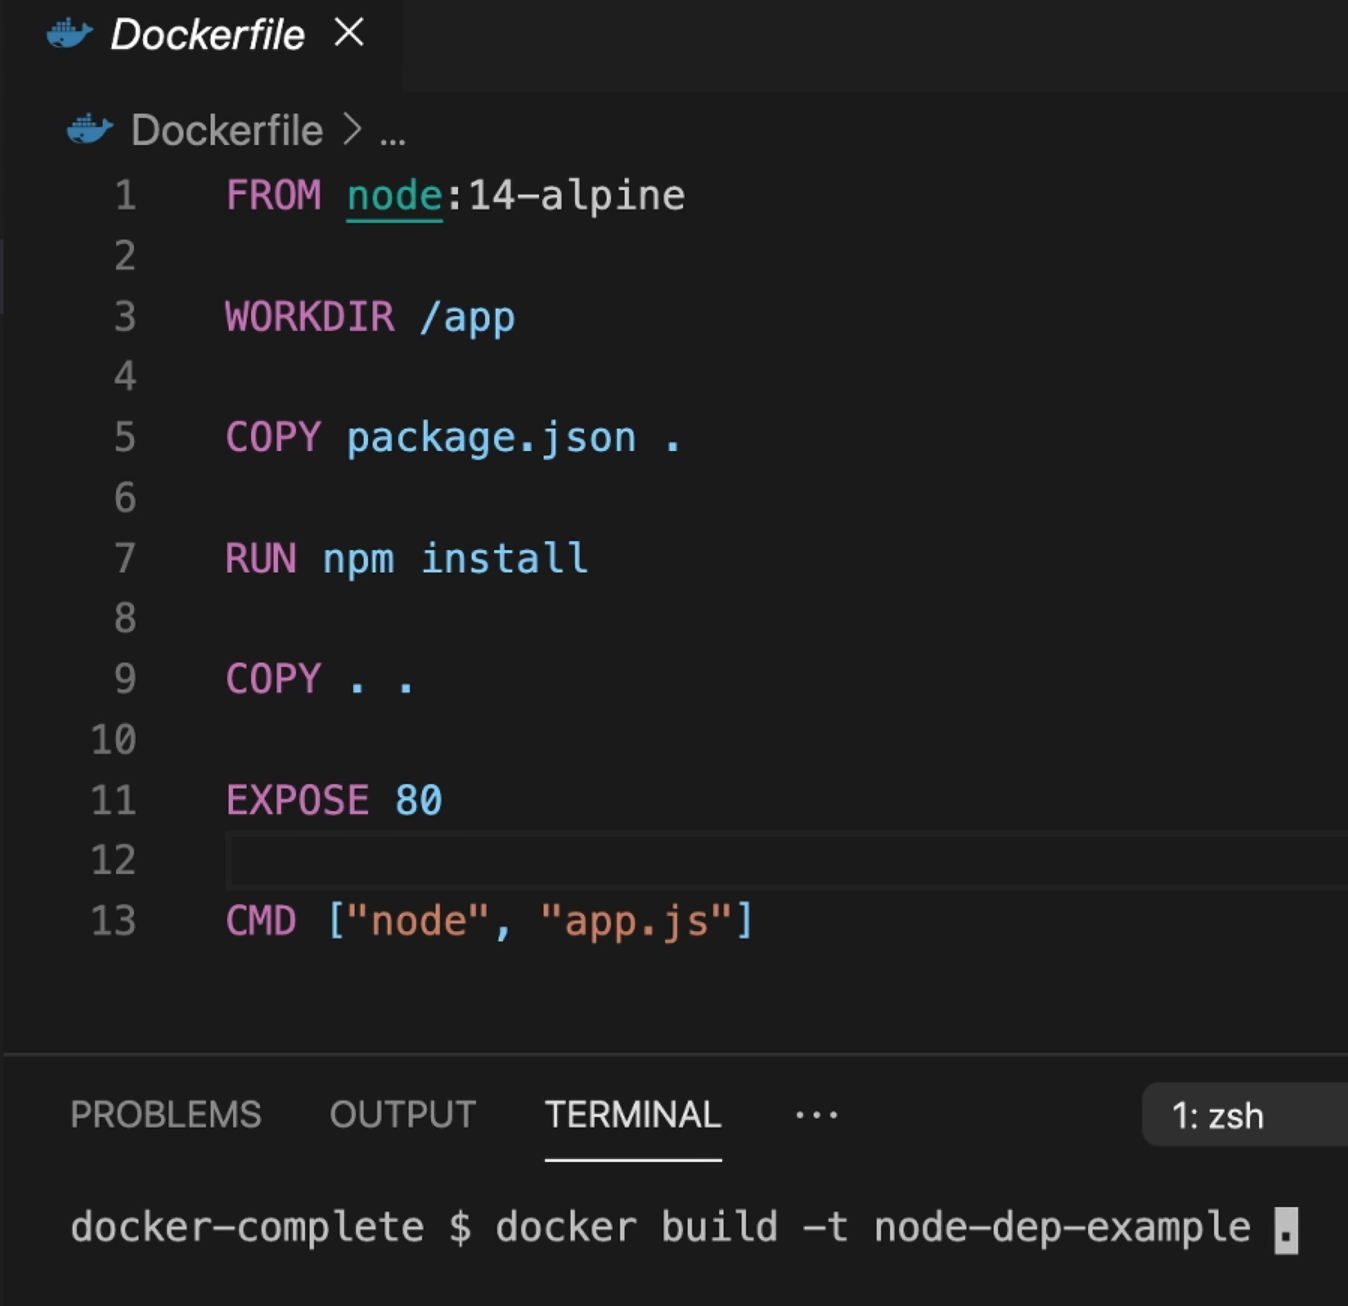 Dockerfile ×
Dockerfile > ...
1 FROM node:14-alpine
2
3 WORKDIR /app
4
5 COPY package.json .
6
7 RUN npm install
8
9 COPY . .
10
11 EXPOSE 80
12
13 CMD ["node", "app.js"]
PROBLEMS OUTPUT TERMINAL ... 1: zsh
docker-complete $ docker build -t node-dep-example .